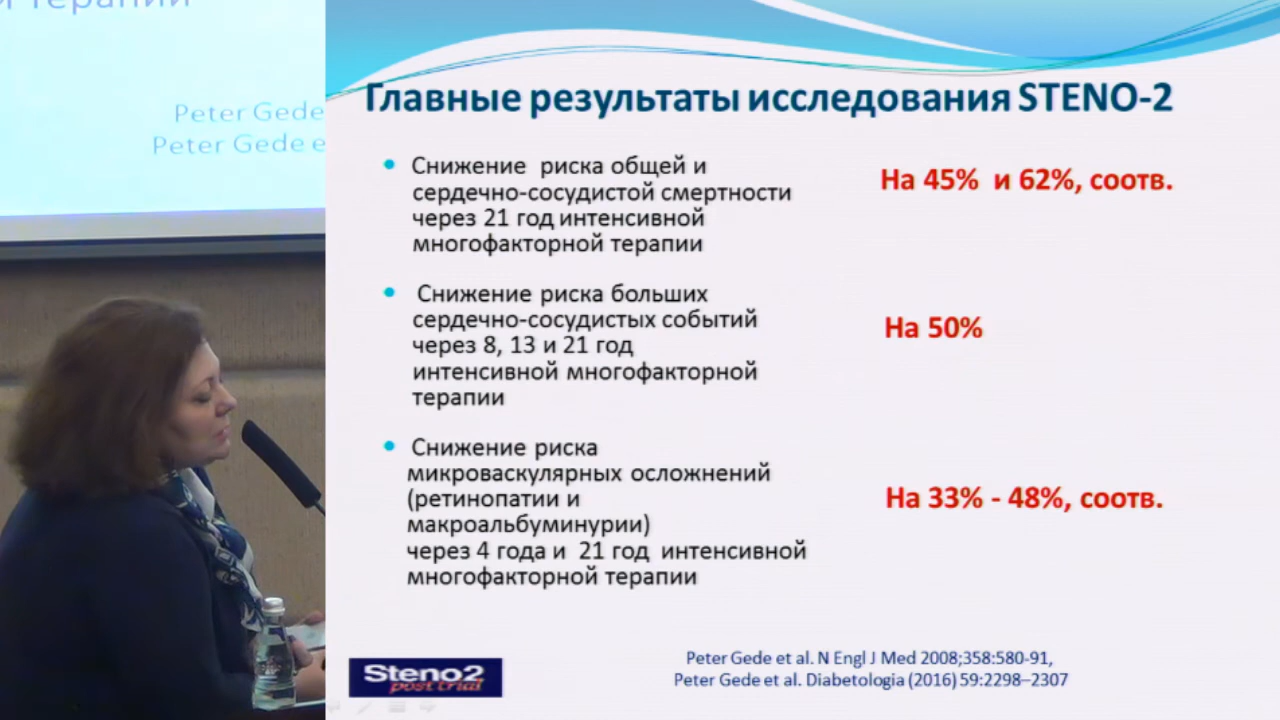 и терапии
Peter Gede
Peter Gede e
Главные результаты исследования STENO-2
Снижение риска общей и
сердечно-сосудистой смертности
через 21 год интенсивной
многофакторной терапии
На 45% и 62%, соотв.
Снижение риска больших
сердечно-сосудистых событий
через 8, 13 и 21 год
интенсивной многофакторной
терапии
На 50%
Снижение риска
микроваскулярных осложнений
(ретинопатии и
макроальбуминурии)
через 4 года и 21 год интенсивной
многофакторной терапии
На 33% - 48%, соотв.
Steno2
post trial
Peter Gede et al. N Engl J Med 2008;358:580-91,
Peter Gede et al. Diabetologia (2016) 59:2298–2307